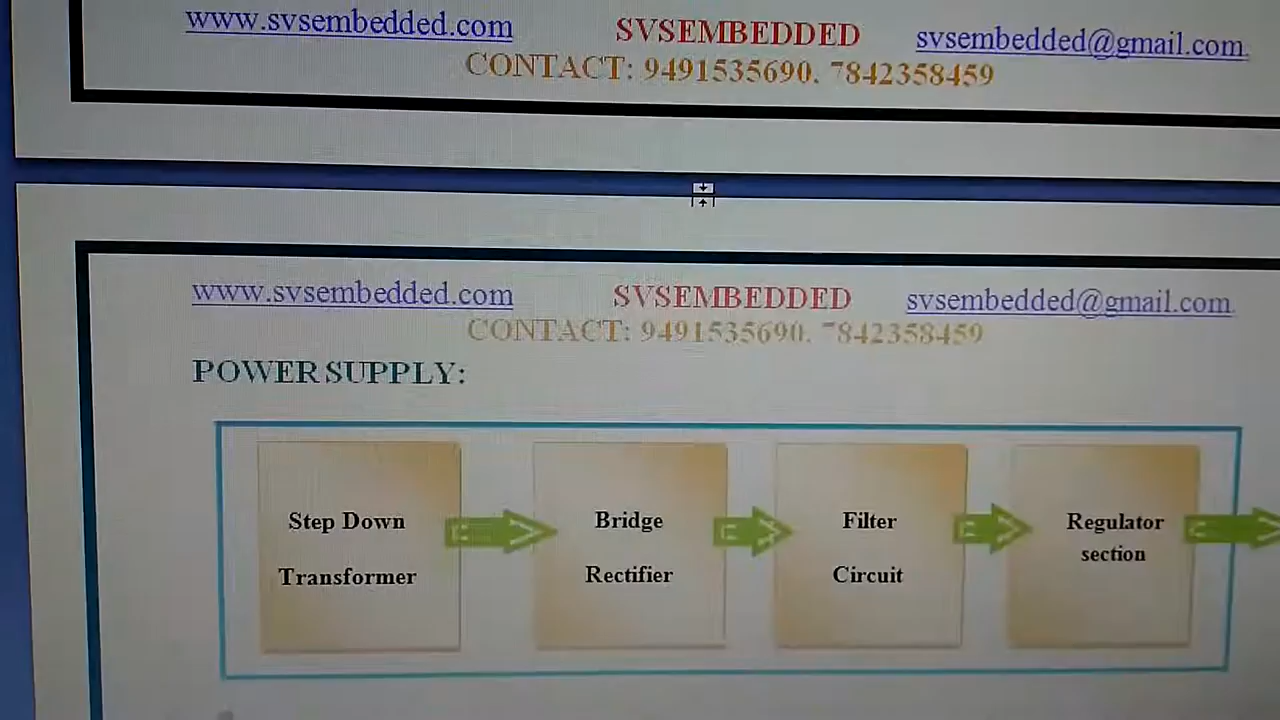 www.svsembedded.com SVSEMBEDDED svsembedded@gmail.com
CONTACT: 9491535690. 7842358459
www.svsembedded.com SVSEMBEDDED svsembedded@gmail.com
CONTACT: 9491535690. 7842358459
POWER SUPPLY:
Step Down
Transformer
Bridge
Rectifier
Filter
Circuit
Regulator
section